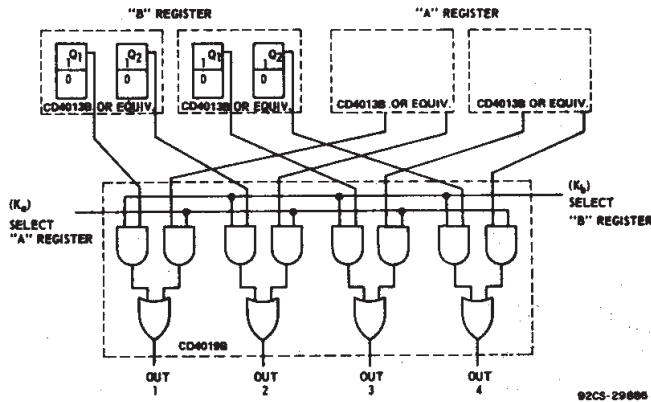 "B" REGISTER
"A" REGISTER
1 Q1
0
1 Q2
0
1 Q1
0
1 Q2
0
CD4013B OR EQUIV.
CD4013B OR EQUIV.
CD4013B OR EQUIV.
CD4013B OR EQUIV.
(Ka)
SELECT
"A" REGISTER
(Kb)
SELECT
"B" REGISTER
CD4019B
OUT
1
OUT
2
OUT
3
OUT
4
92CS-29886